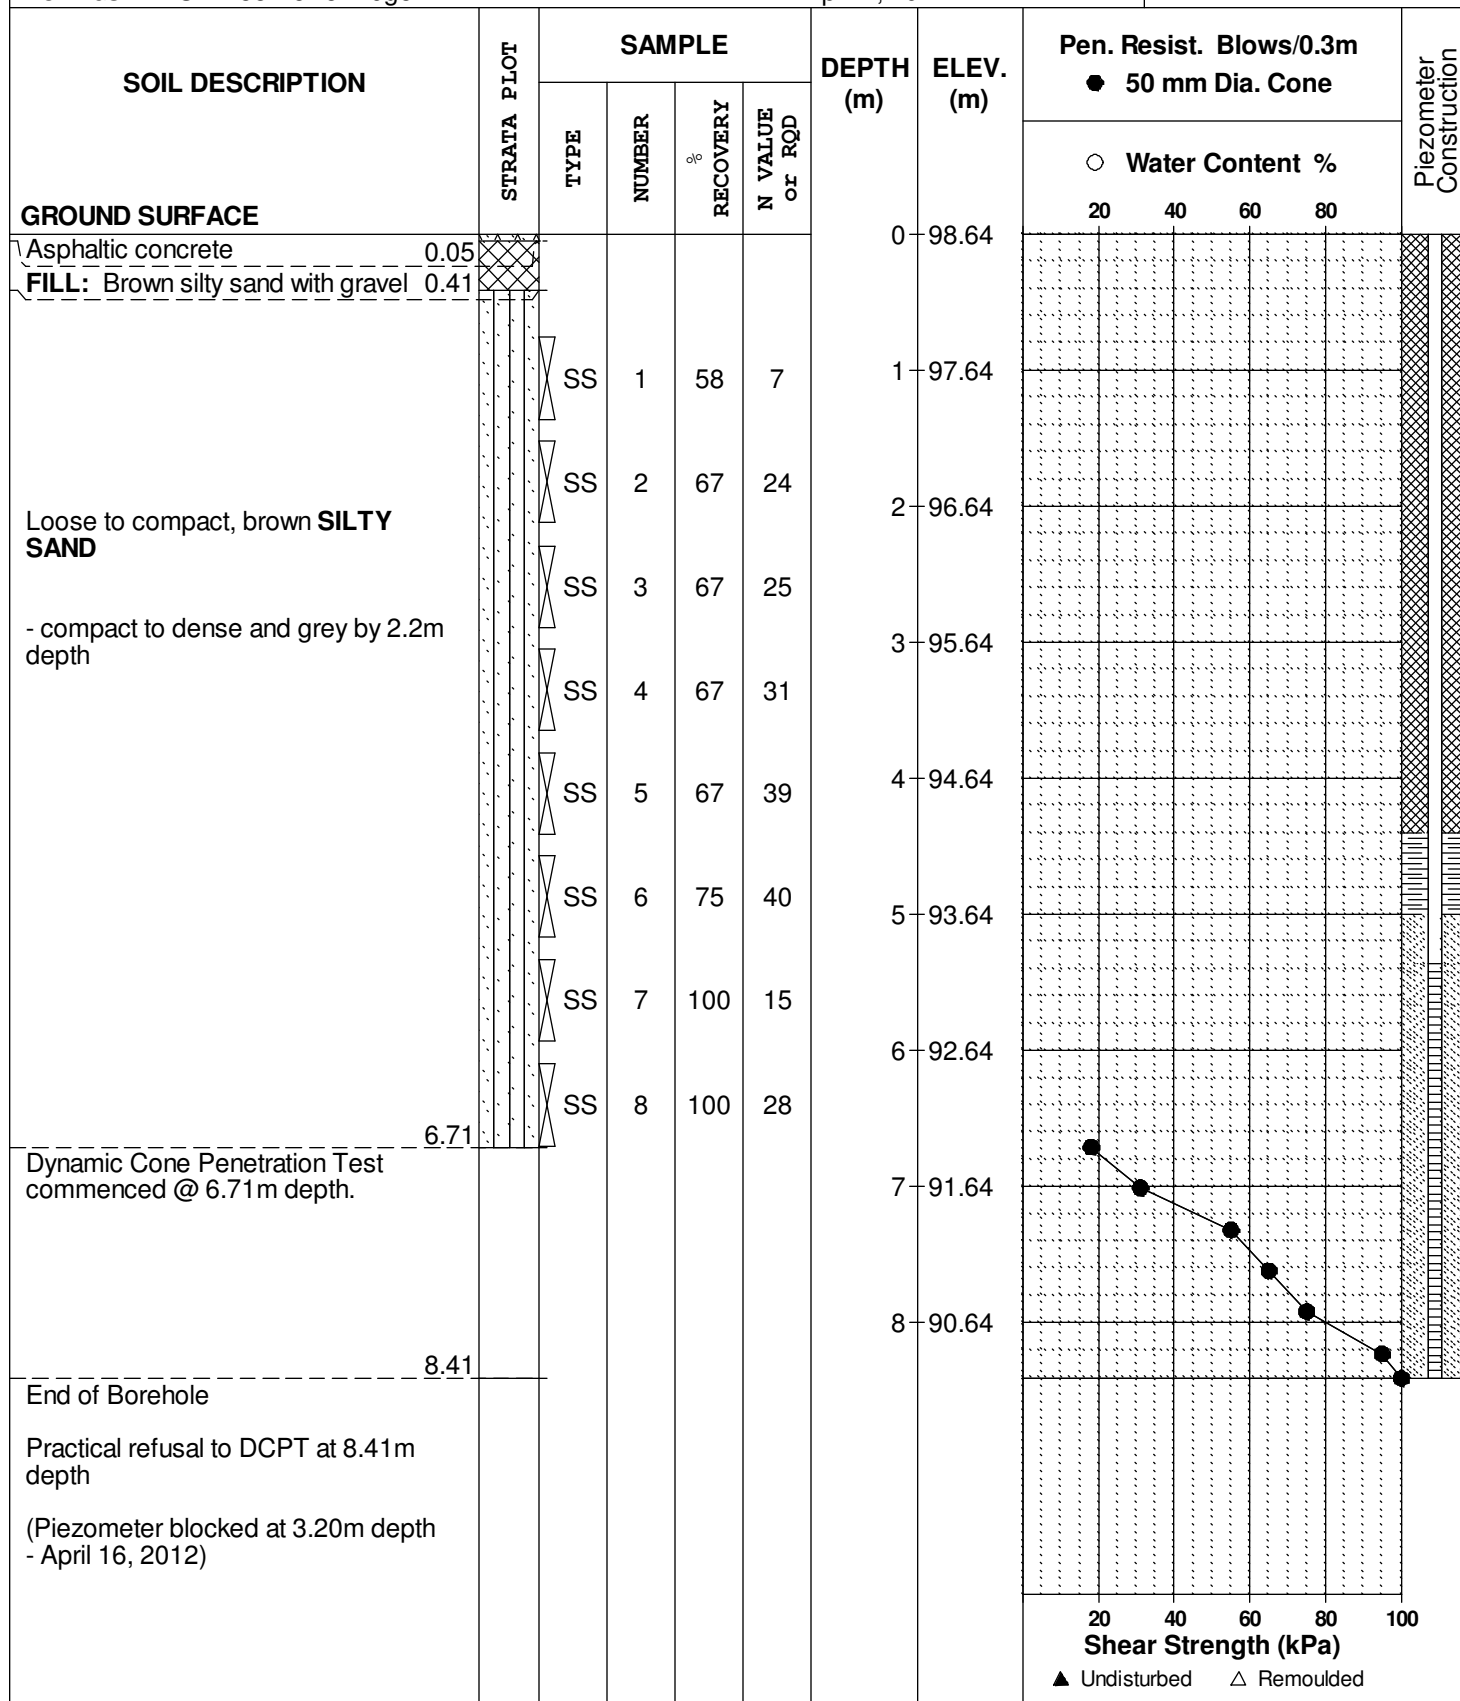 SOIL DESCRIPTION
STRATA PLOT
SAMPLE
TYPE
NUMBER
% RECOVERY
N VALUE or RQD
DEPTH (m)
ELEV. (m)
Pen. Resist. Blows/0.3m
● 50 mm Dia. Cone
○ Water Content %
20 40 60 80
Piezometer Construction
GROUND SURFACE
0 98.64
Asphaltic concrete 0.05
FILL: Brown silty sand with gravel 0.41
SS 1 58 7
1 97.64
SS 2 67 24
2 96.64
Loose to compact, brown SILTY
SAND
SS 3 67 25
- compact to dense and grey by 2.2m
depth
3 95.64
SS 4 67 31
4 94.64
SS 5 67 39
SS 6 75 40
5 93.64
SS 7 100 15
6 92.64
SS 8 100 28
6.71
Dynamic Cone Penetration Test
commenced @ 6.71m depth.
7 91.64
8 90.64
8.41
End of Borehole
Practical refusal to DCPT at 8.41m
depth
(Piezometer blocked at 3.20m depth
- April 16, 2012)
20 40 60 80 100
Shear Strength (kPa)
▲ Undisturbed △ Remoulded